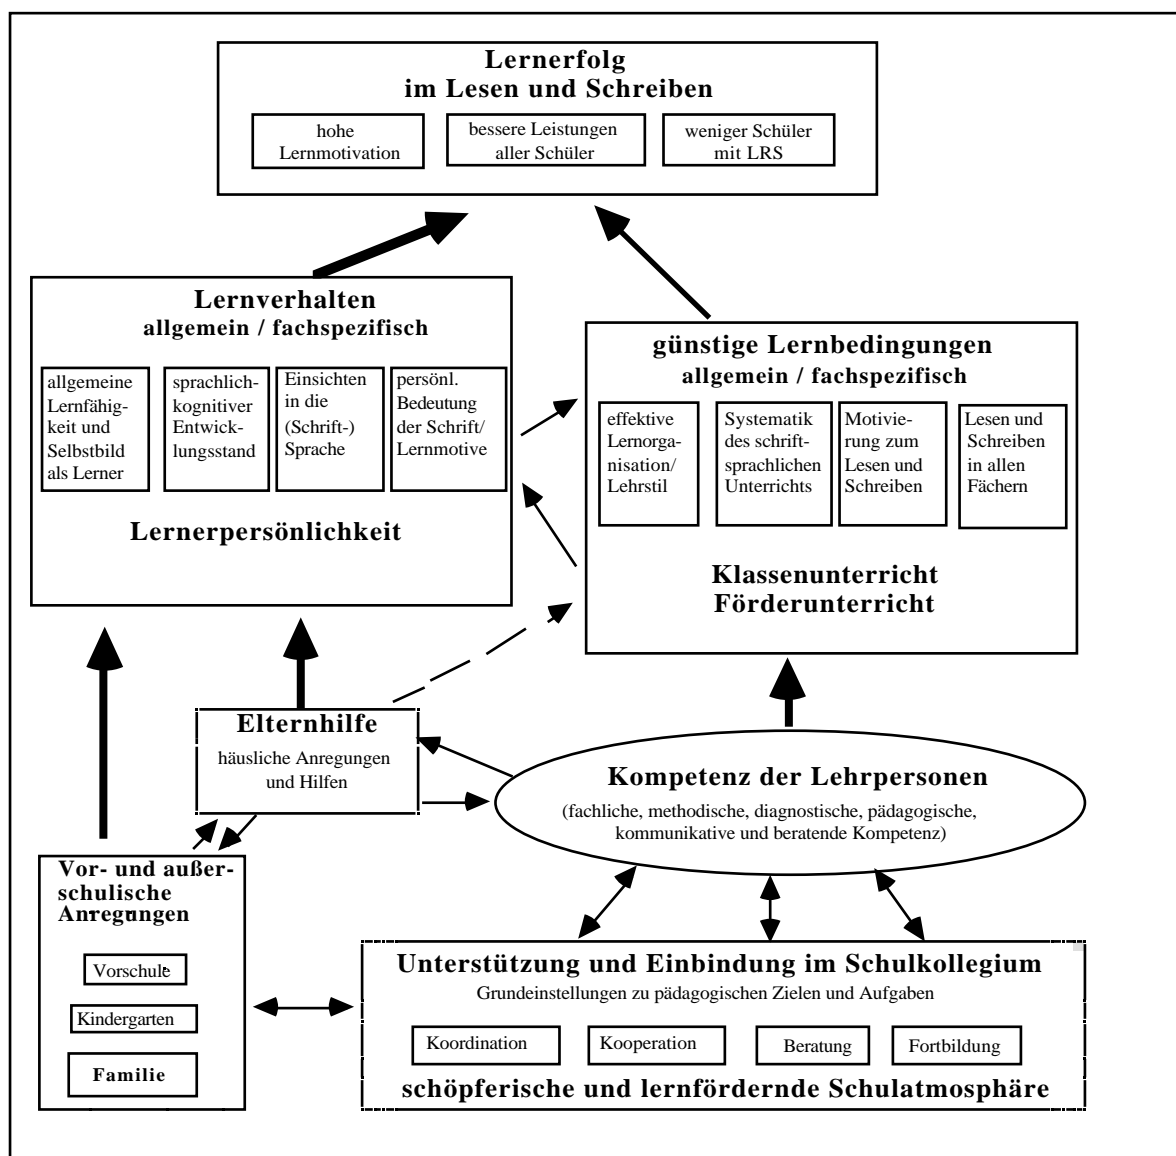 Lernerfolg
im Lesen und Schreiben
hohe
Lernmotivation
bessere Leistungen
aller Schüler
weniger Schüler
mit LRS
Lernverhalten
allgemein / fachspezifisch
allgemeine
Lernfähig-
keit und
Selbstbild
als Lerner
sprachlich-
kognitiver
Entwick-
lungsstand
Einsichten
in die
(Schrift-)
Sprache
persönl.
Bedeutung
der Schrift/
Lernmotive
Lernerpersönlichkeit
günstige Lernbedingungen
allgemein / fachspezifisch
effektive
Lernorga-
nisation/
Lehrstil
Systematik
des schrift-
sprachlichen
Unterrichts
Motivie-
rung zum
Lesen und
Schreiben
Lesen und
Schreiben
in allen
Fächern
Klassenunterricht
Förderunterricht
Elternhilfe
häusliche Anregungen
und Hilfen
Kompetenz der Lehrpersonen
(fachliche, methodische, diagnostische, pädagogische,
kommunikative und beratende Kompetenz)
Vor- und außer-
schulische
Anregungen
Vorschule
Kindergarten
Familie
Unterstützung und Einbindung im Schulkollegium
Grundeinstellungen zu pädagogischen Zielen und Aufgaben
Koordination
Kooperation
Beratung
Fortbildung
schöpferische und lernfördernde Schulatmosphäre